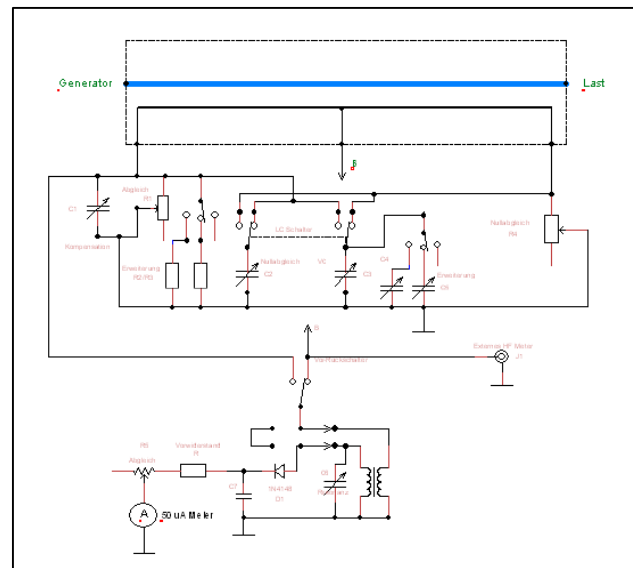 Generator
Last
S
Abgleich
R1
C1
Kompensation
LC Schalter
Nullabgleich
R4
Erweiterung
R2/R3
Nullabgleich
C2
VC
C3
C4
Erweiterung
C5
S
Vor-Rückschalter
Externes HF Meter
J1
R5
Abgleich
Vorwiderstand
R
C7
1N4148
D1
C6
Resonanz
A
50 uA Meter